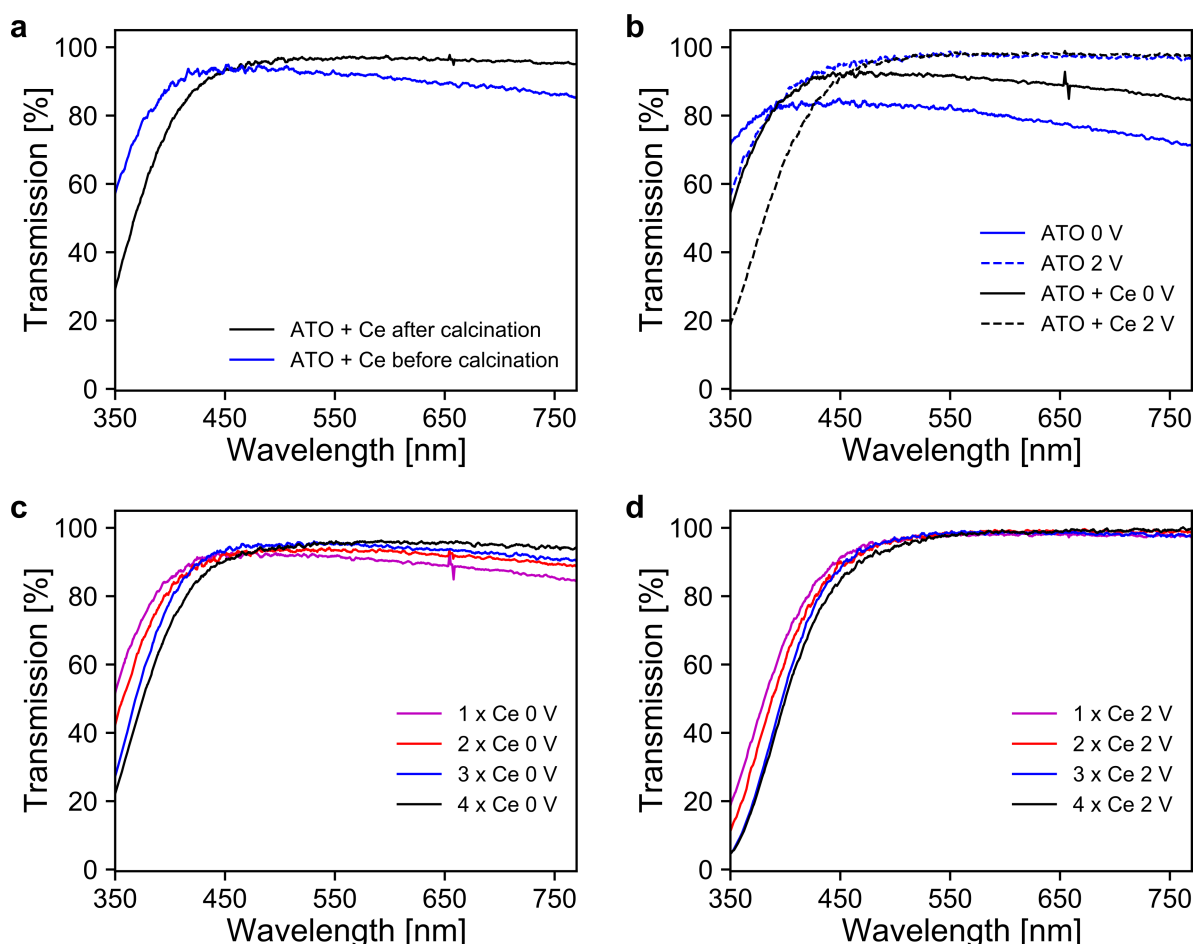 a
Transmission [%]
100
80
60
40
20
0
ATO + Ce after calcination
ATO + Ce before calcination
350 450 550 650 750
Wavelength [nm]
b
Transmission [%]
100
80
60
40
20
0
ATO 0 V
ATO 2 V
ATO + Ce 0 V
ATO + Ce 2 V
350 450 550 650 750
Wavelength [nm]
c
Transmission [%]
100
80
60
40
20
0
1 x Ce 0 V
2 x Ce 0 V
3 x Ce 0 V
4 x Ce 0 V
350 450 550 650 750
Wavelength [nm]
d
Transmission [%]
100
80
60
40
20
0
1 x Ce 2 V
2 x Ce 2 V
3 x Ce 2 V
4 x Ce 2 V
350 450 550 650 750
Wavelength [nm]